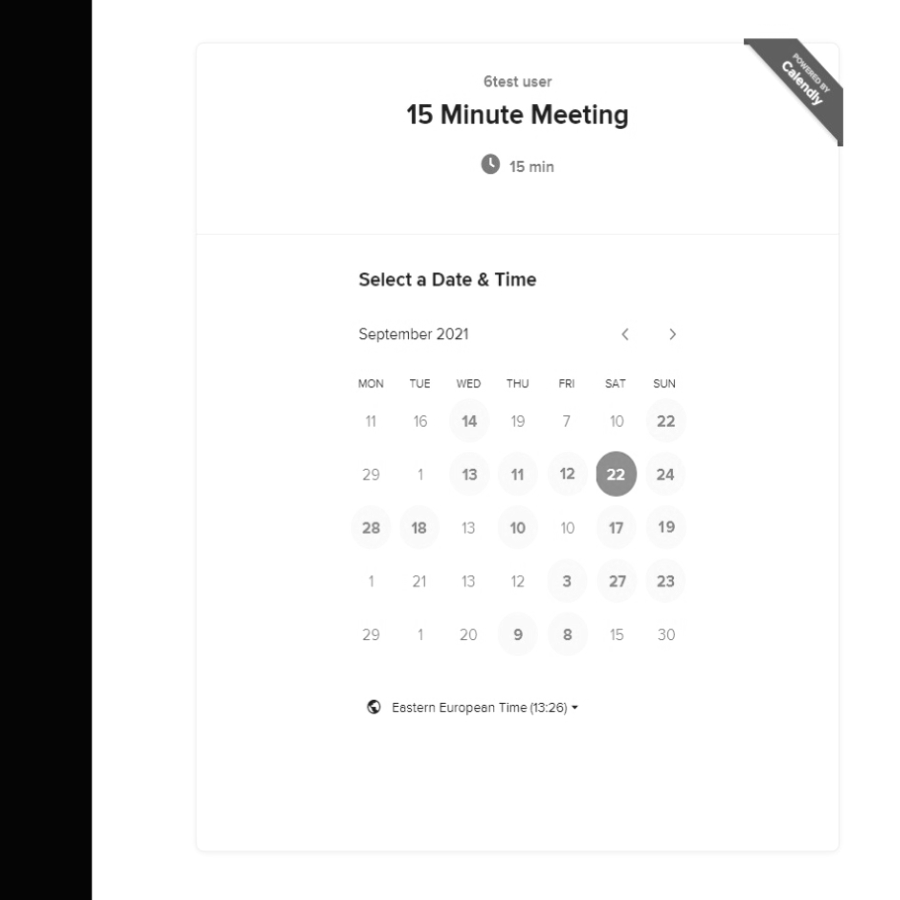 POWERED BY
Calendly
6test user
15 Minute Meeting
15 min
Select a Date & Time
September 2021
MON TUE WED THU FRI SAT SUN
11 16 14 19 7 10 22
29 1 13 11 12 22 24
28 18 13 10 10 17 19
1 21 13 12 3 27 23
29 1 20 9 8 15 30
Eastern European Time (13:26)